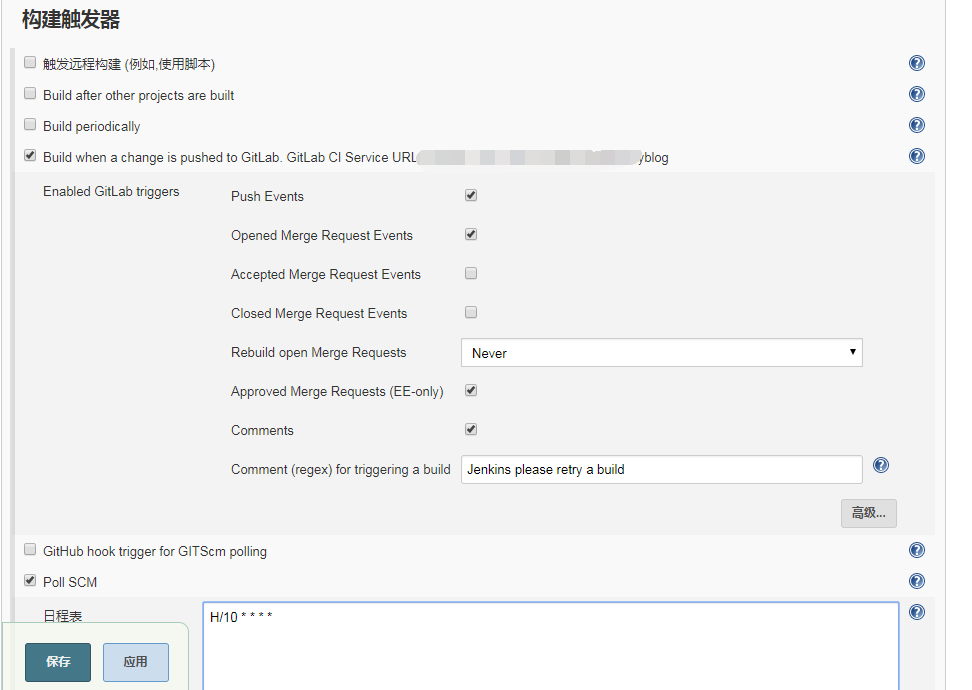 构建触发器
触发远程构建 (例如,使用脚本)
Build after other projects are built
Build periodically
Build when a change is pushed to GitLab. GitLab CI Service URL yblog
Enabled GitLab triggers
Push Events
Opened Merge Request Events
Accepted Merge Request Events
Closed Merge Request Events
Rebuild open Merge Requests Never
Approved Merge Requests (EE-only)
Comments
Comment (regex) for triggering a build Jenkins please retry a build
高级...
GitHub hook trigger for GITScm polling
Poll SCM
日程表 H/10 * * * *
保存 应用